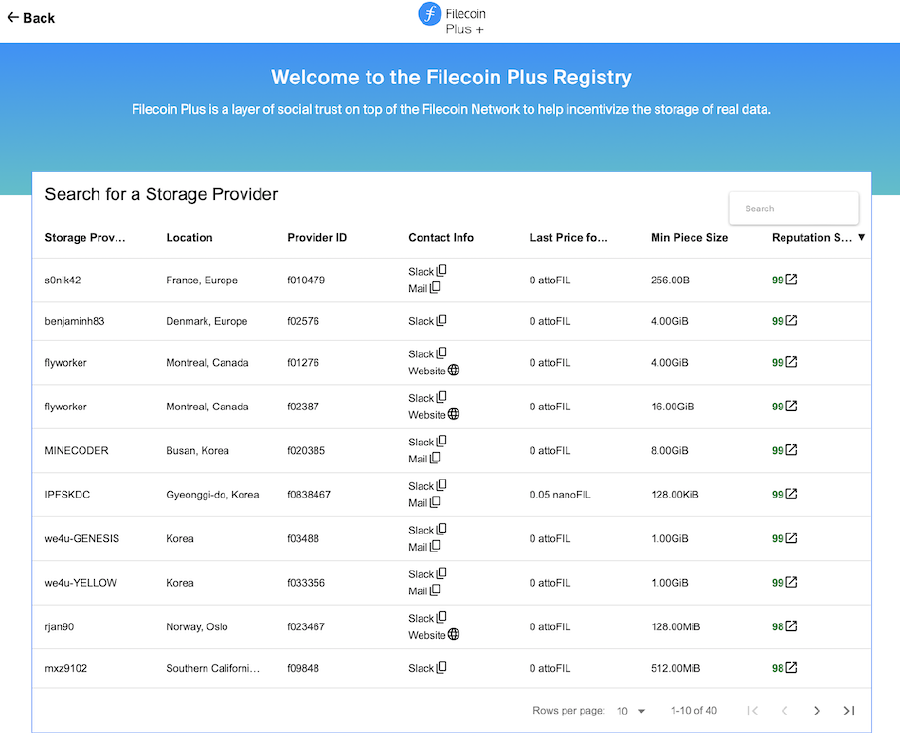 Back
Filecoin
Plus +
Welcome to the Filecoin Plus Registry
Filecoin Plus is a layer of social trust on top of the Filecoin Network to help incentivize the storage of real data.
Search for a Storage Provider
Search
Storage Prov... Location Provider ID Contact Info Last Price fo... Min Piece Size Reputation S...
s0nik42 France, Europe f010479 Slack Mail 0 attoFIL 256.00B 99
benjaminh83 Denmark, Europe f02576 Slack 0 attoFIL 4.00GiB 99
flyworker Montreal, Canada f01276 Slack Website 0 attoFIL 4.00GiB 99
flyworker Montreal, Canada f02387 Slack Website 0 attoFIL 16.00GiB 99
MINECODER Busan, Korea f020385 Slack Mail 0 attoFIL 8.00GiB 99
IPFSKDC Gyeonggi-do, Korea f0838467 Slack Mail 0.05 nanoFIL 128.00KiB 99
we4u-GENESIS Korea f03488 Slack Mail 0 attoFIL 1.00GiB 99
we4u-YELLOW Korea f033356 Slack Mail 0 attoFIL 1.00GiB 99
rjan90 Norway, Oslo f023467 Slack Website 0 attoFIL 128.00MiB 98
mxz9102 Southern Californi... f09848 Slack 0 attoFIL 512.00MiB 98
Rows per page: 10 1-10 of 40